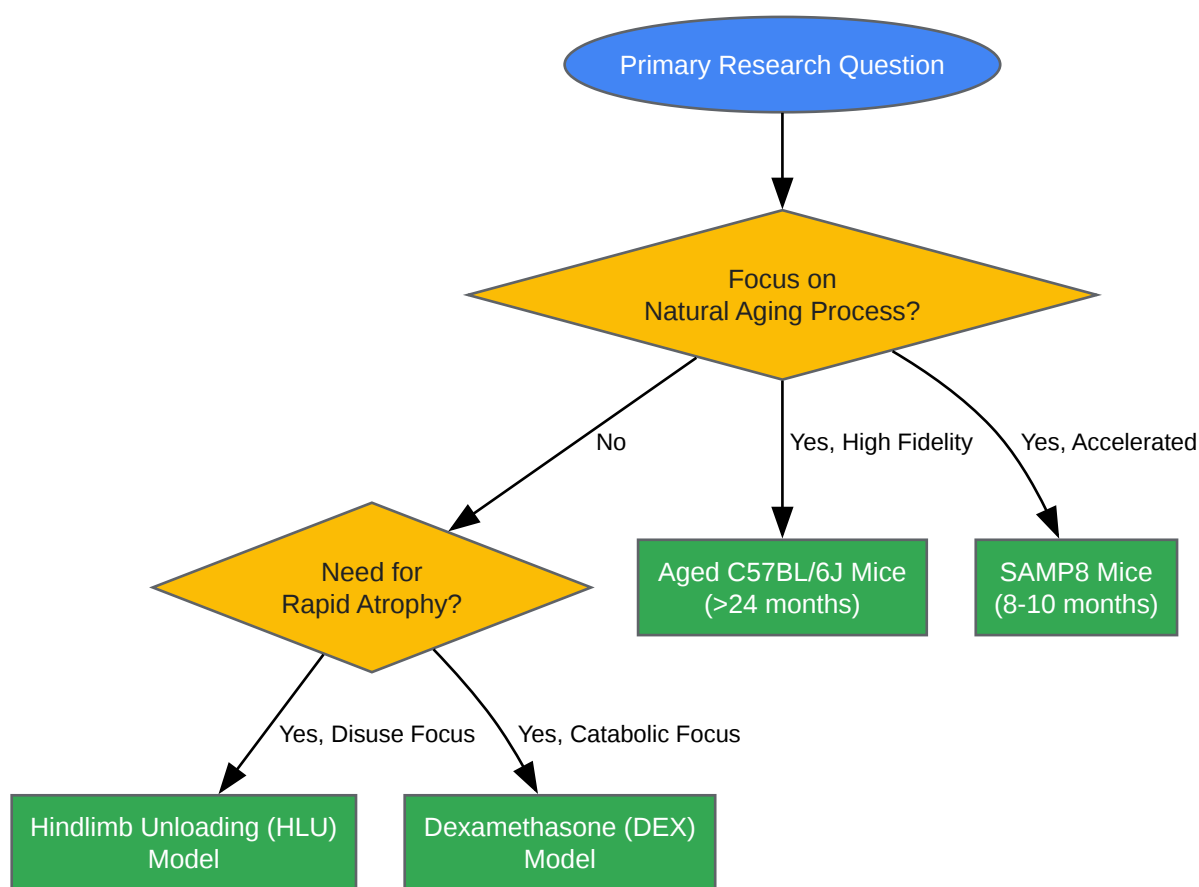 Primary Research Question
Focus on
Natural Aging Process?
No
Yes, High Fidelity
Yes, Accelerated
Need for
Rapid Atrophy?
Aged C57BL/6J Mice
(>24 months)
SAMP8 Mice
(8-10 months)
Yes, Disuse Focus
Yes, Catabolic Focus
Hindlimb Unloading (HLU)
Model
Dexamethasone (DEX)
Model